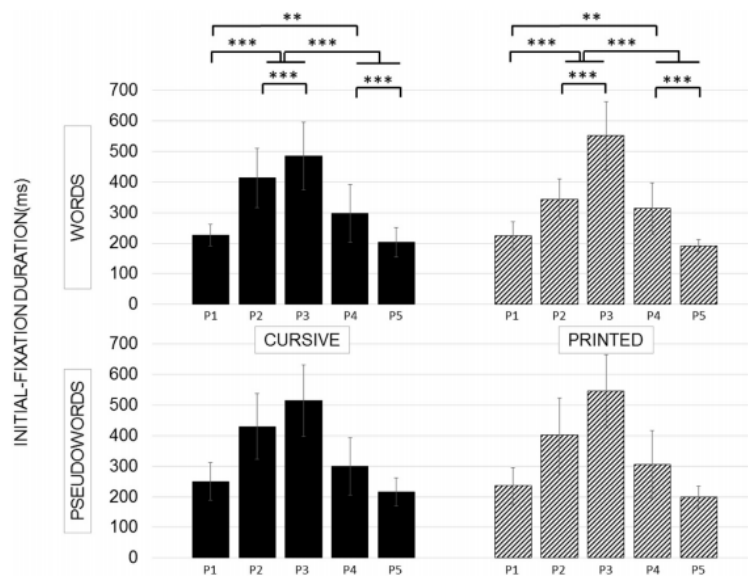 ** **
*** *** *** ***
*** *** *** ***
INITIAL-FIXATION DURATION(ms)
WORDS
700
600
500
400
300
200
100
0
P1 P2 P3 P4 P5 P1 P2 P3 P4 P5
CURSIVE PRINTED
PSEUDOWORDS
700
600
500
400
300
200
100
0
P1 P2 P3 P4 P5 P1 P2 P3 P4 P5